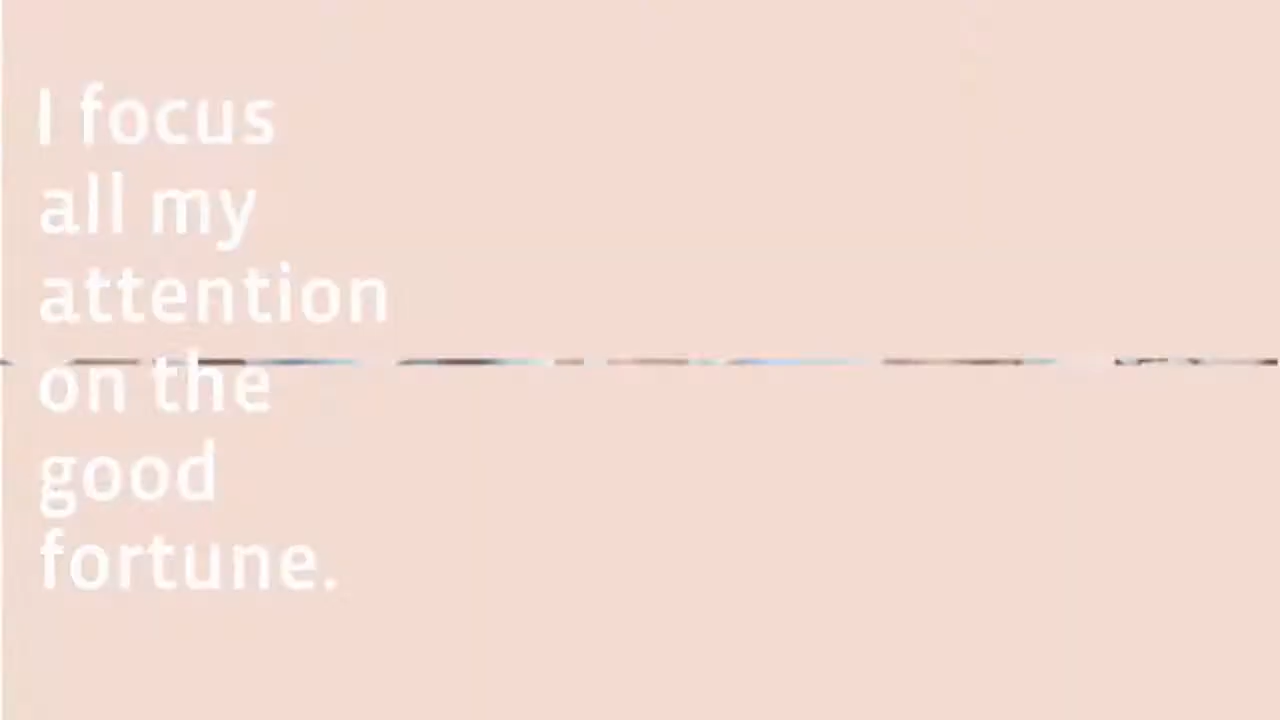 I focus
all my
attention
on the
good
fortune.